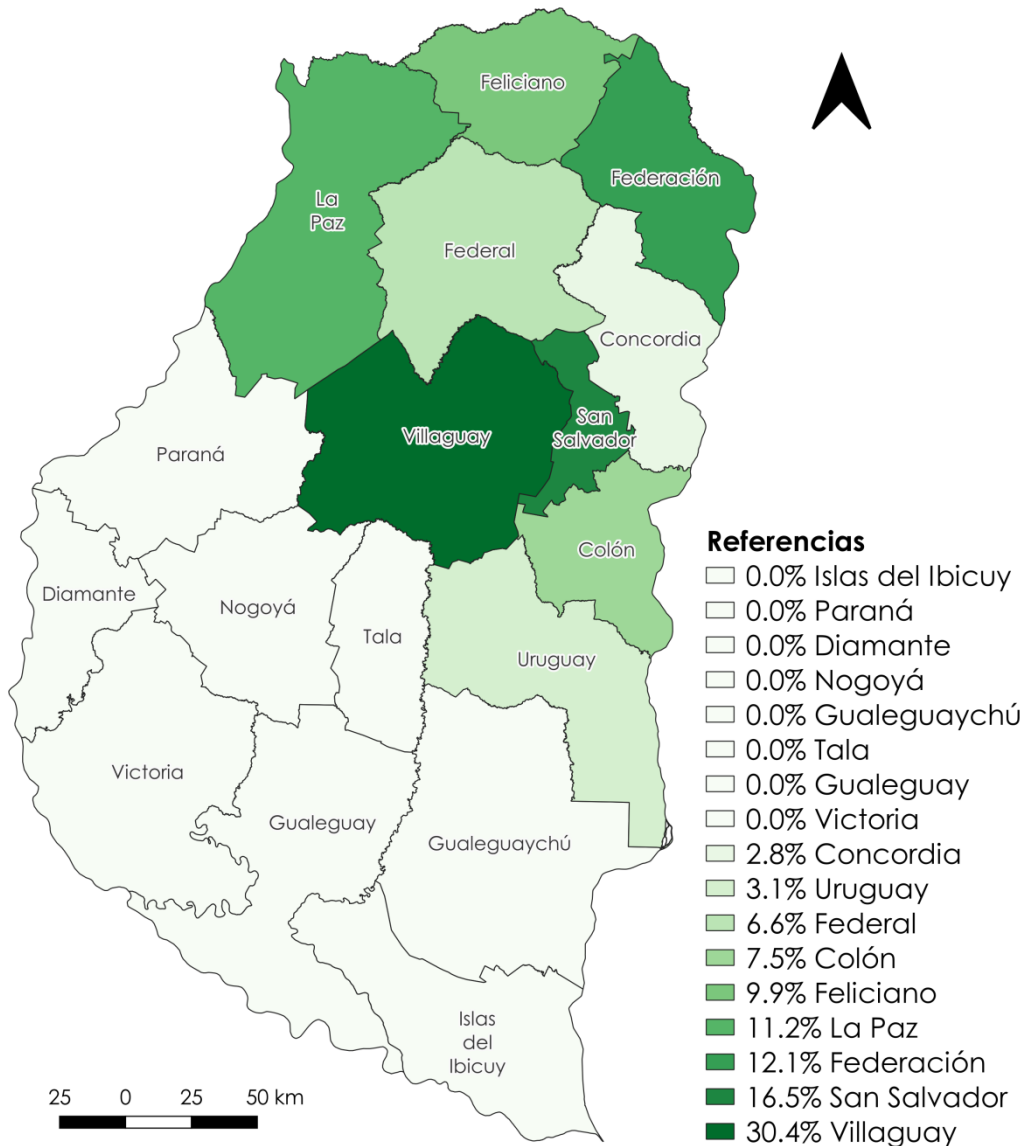 Feliciano
Federación
La
Paz
Federal
Concordia
San
Salvador
Villaguay
Paraná
Colón
Diamante
Nogoyá
Tala
Uruguay
Victoria
Gualeguay
Gualeguaychú
Islas
del
Ibicuy
25 0 25 50 km
Referencias
0.0% Islas del Ibicuy
0.0% Paraná
0.0% Diamante
0.0% Nogoyá
0.0% Gualeguaychú
0.0% Tala
0.0% Gualeguay
0.0% Victoria
2.8% Concordia
3.1% Uruguay
6.6% Federal
7.5% Colón
9.9% Feliciano
11.2% La Paz
12.1% Federación
16.5% San Salvador
30.4% Villaguay